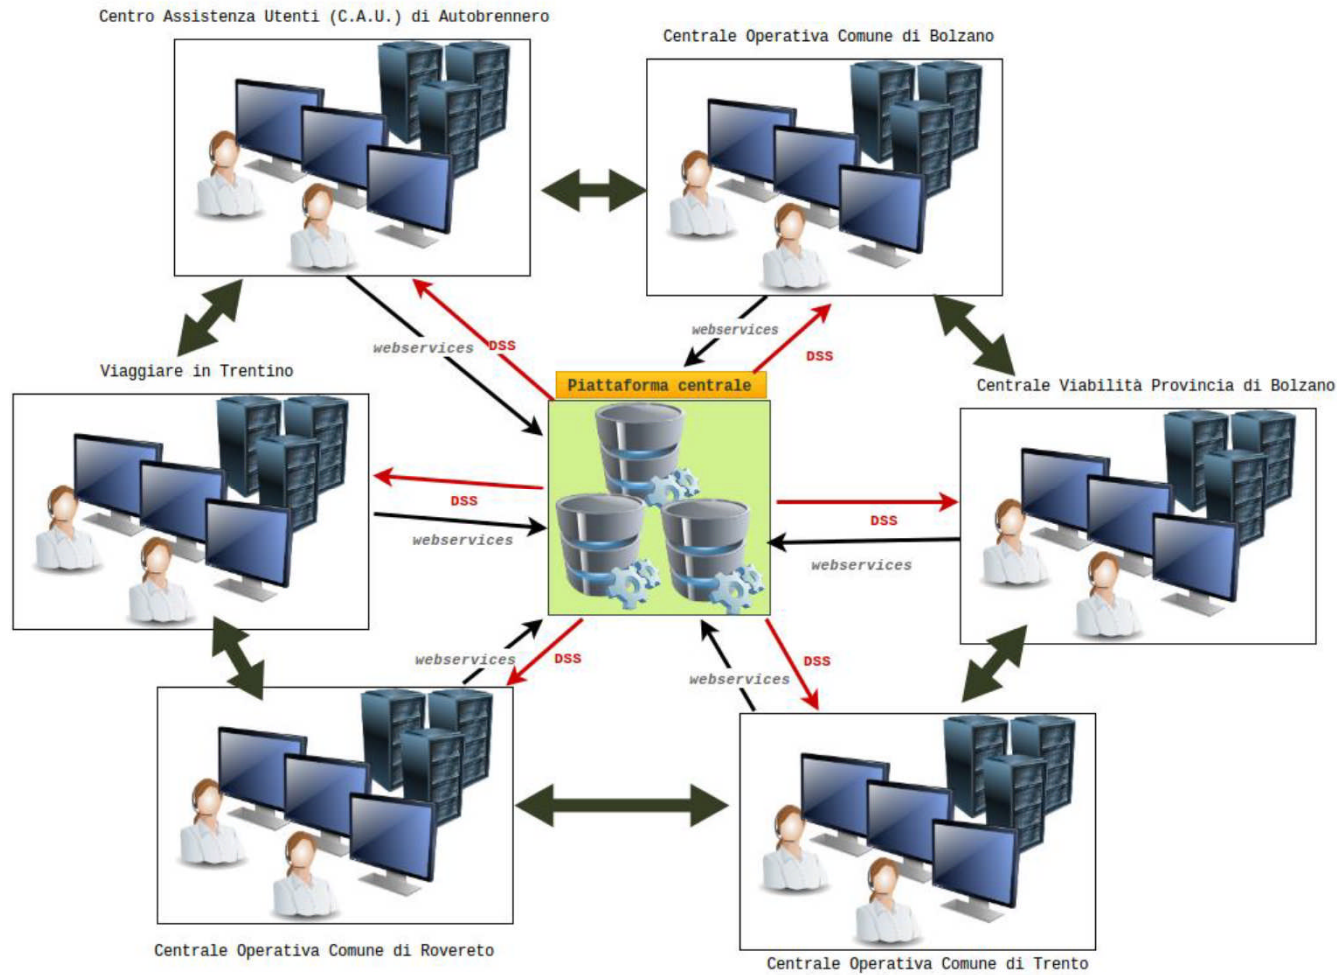 Centro Assistenza Utenti (C.A.U.) di Autobrennero
Centrale Operativa Comune di Bolzano
webservices
DSS
webservices
DSS
Viaggiare in Trentino
Piattaforma centrale
Centrale Viabilità Provincia di Bolzano
DSS
webservices
DSS
webservices
webservices
DSS
webservices
DSS
Centrale Operativa Comune di Rovereto
Centrale Operativa Comune di Trento